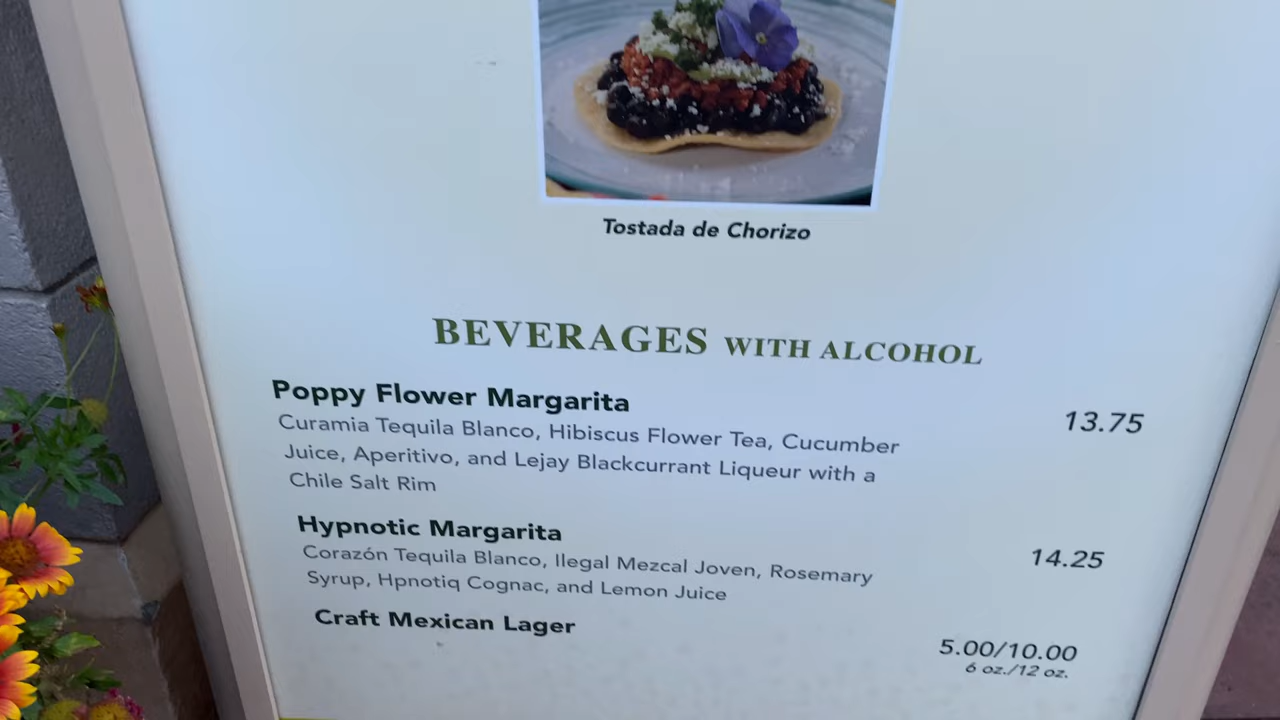 Tostada de Chorizo
BEVERAGES WITH ALCOHOL
Poppy Flower Margarita 13.75
Curamia Tequila Blanco, Hibiscus Flower Tea, Cucumber
Juice, Aperitivo, and Lejay Blackcurrant Liqueur with a
Chile Salt Rim
Hypnotic Margarita 14.25
Corazón Tequila Blanco, Ilegal Mezcal Joven, Rosemary
Syrup, Hpnotiq Cognac, and Lemon Juice
Craft Mexican Lager 5.00/10.00
6 oz./12 oz.